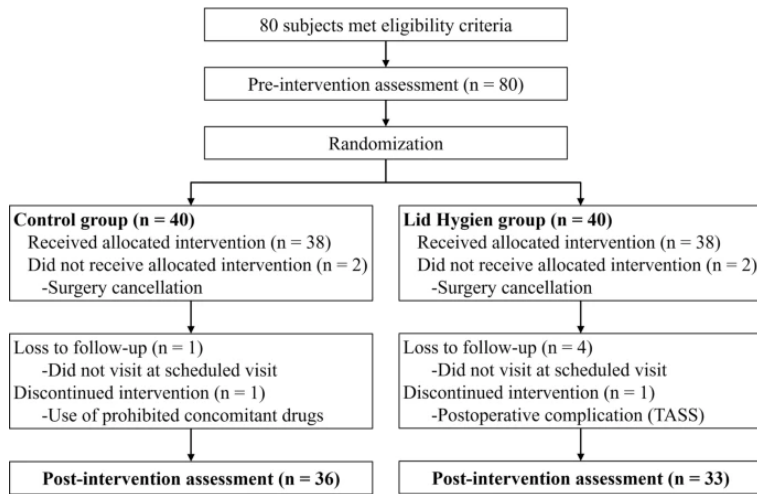 80 subjects met eligibility criteria
Pre-intervention assessment (n = 80)
Randomization
Control group (n = 40)
Received allocated intervention (n = 38)
Did not receive allocated intervention (n = 2)
-Surgery cancellation
Lid Hygien group (n = 40)
Received allocated intervention (n = 38)
Did not receive allocated intervention (n = 2)
-Surgery cancellation
Loss to follow-up (n = 1)
-Did not visit at scheduled visit
Discontinued intervention (n = 1)
-Use of prohibited concomitant drugs
Loss to follow-up (n = 4)
-Did not visit at scheduled visit
Discontinued intervention (n = 1)
-Postoperative complication (TASS)
Post-intervention assessment (n = 36)
Post-intervention assessment (n = 33)